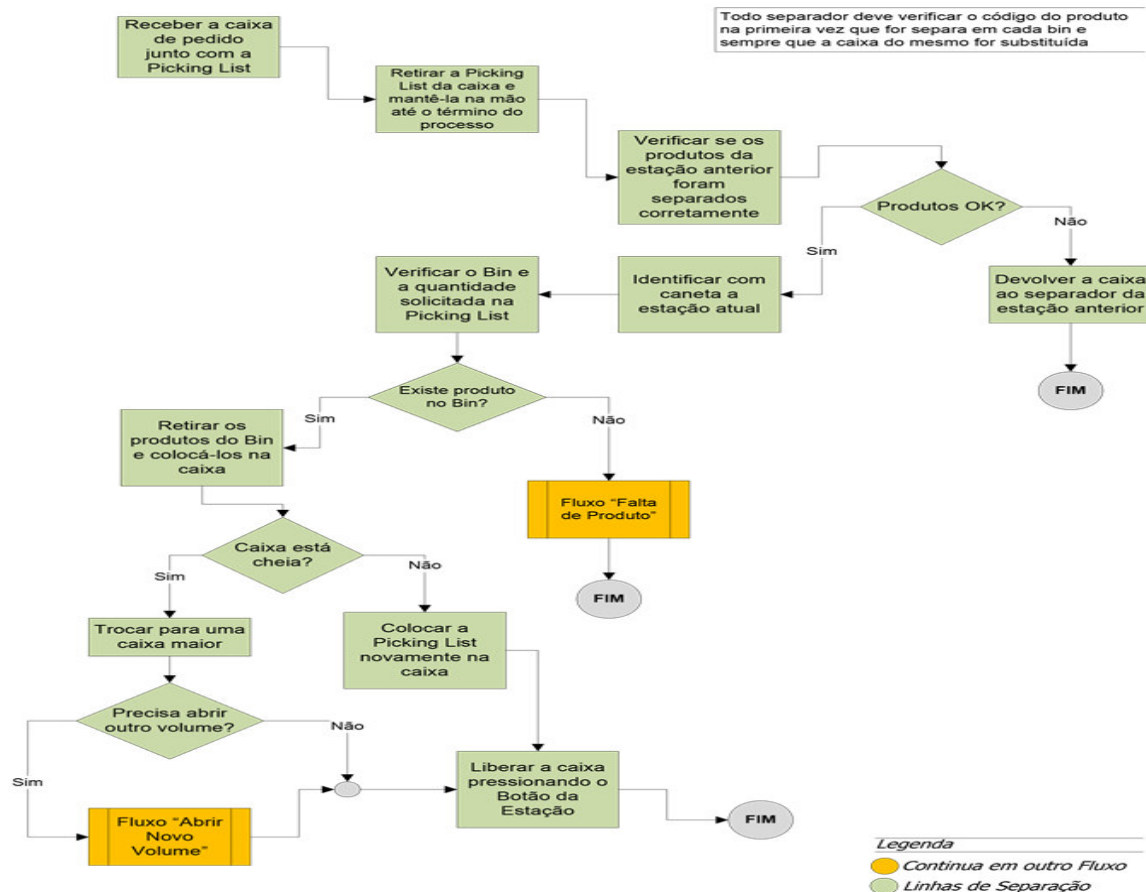 Receber a caixa
de pedido
junto com a
Picking List
Todo separador deve verificar o código do produto
na primeira vez que for separa em cada bin e
sempre que a caixa do mesmo for substituída
Retirar a Picking
List da caixa e
mantê-la na mão
até o término do
processo
Verificar se os
produtos da
estação anterior
foram
separados
corretamente
Produtos OK?
Sim
Não
Verificar o Bin e
a quantidade
solicitada na
Picking List
Identificar com
caneta a
estação atual
Devolver a caixa
ao separador da
estação anterior
FIM
Existe produto
no Bin?
Sim
Não
Retirar os
produtos do Bin
e colocá-los na
caixa
Fluxo “Falta
de Produto”
FIM
Caixa está
cheia?
Sim
Não
Trocar para uma
caixa maior
Colocar a
Picking List
novamente na
caixa
Precisa abrir
outro volume?
Não
Sim
Fluxo “Abrir
Novo
Volume”
Liberar a caixa
pressionando o
Botão da
Estação
FIM
Legenda
Continua em outro Fluxo
Linhas de Separação